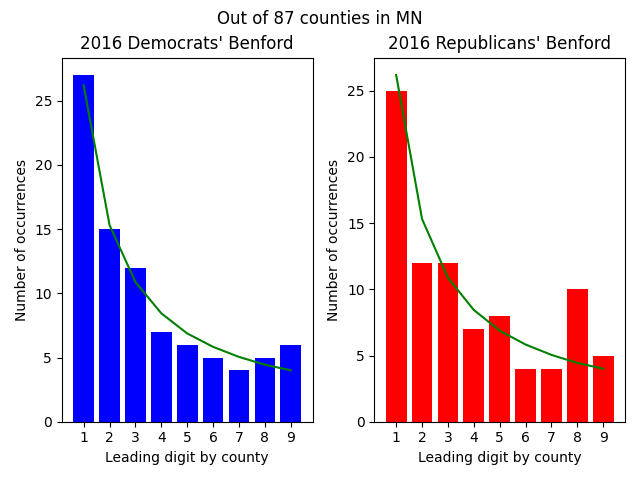 Out of 87 counties in MN
2016 Democrats' Benford
2016 Republicans' Benford
Number of occurrences
25
20
15
10
5
0
1 2 3 4 5 6 7 8 9
Leading digit by county
Number of occurrences
25
20
15
10
5
0
1 2 3 4 5 6 7 8 9
Leading digit by county